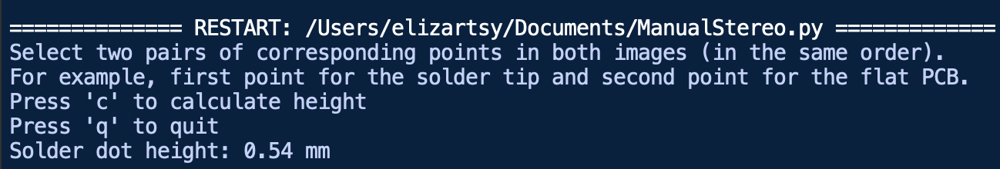 ============== RESTART: /Users/elizartsy/Documents/ManualStereo.py =============
Select two pairs of corresponding points in both images (in the same order).
For example, first point for the solder tip and second point for the flat PCB.
Press 'c' to calculate height
Press 'q' to quit
Solder dot height: 0.54 mm